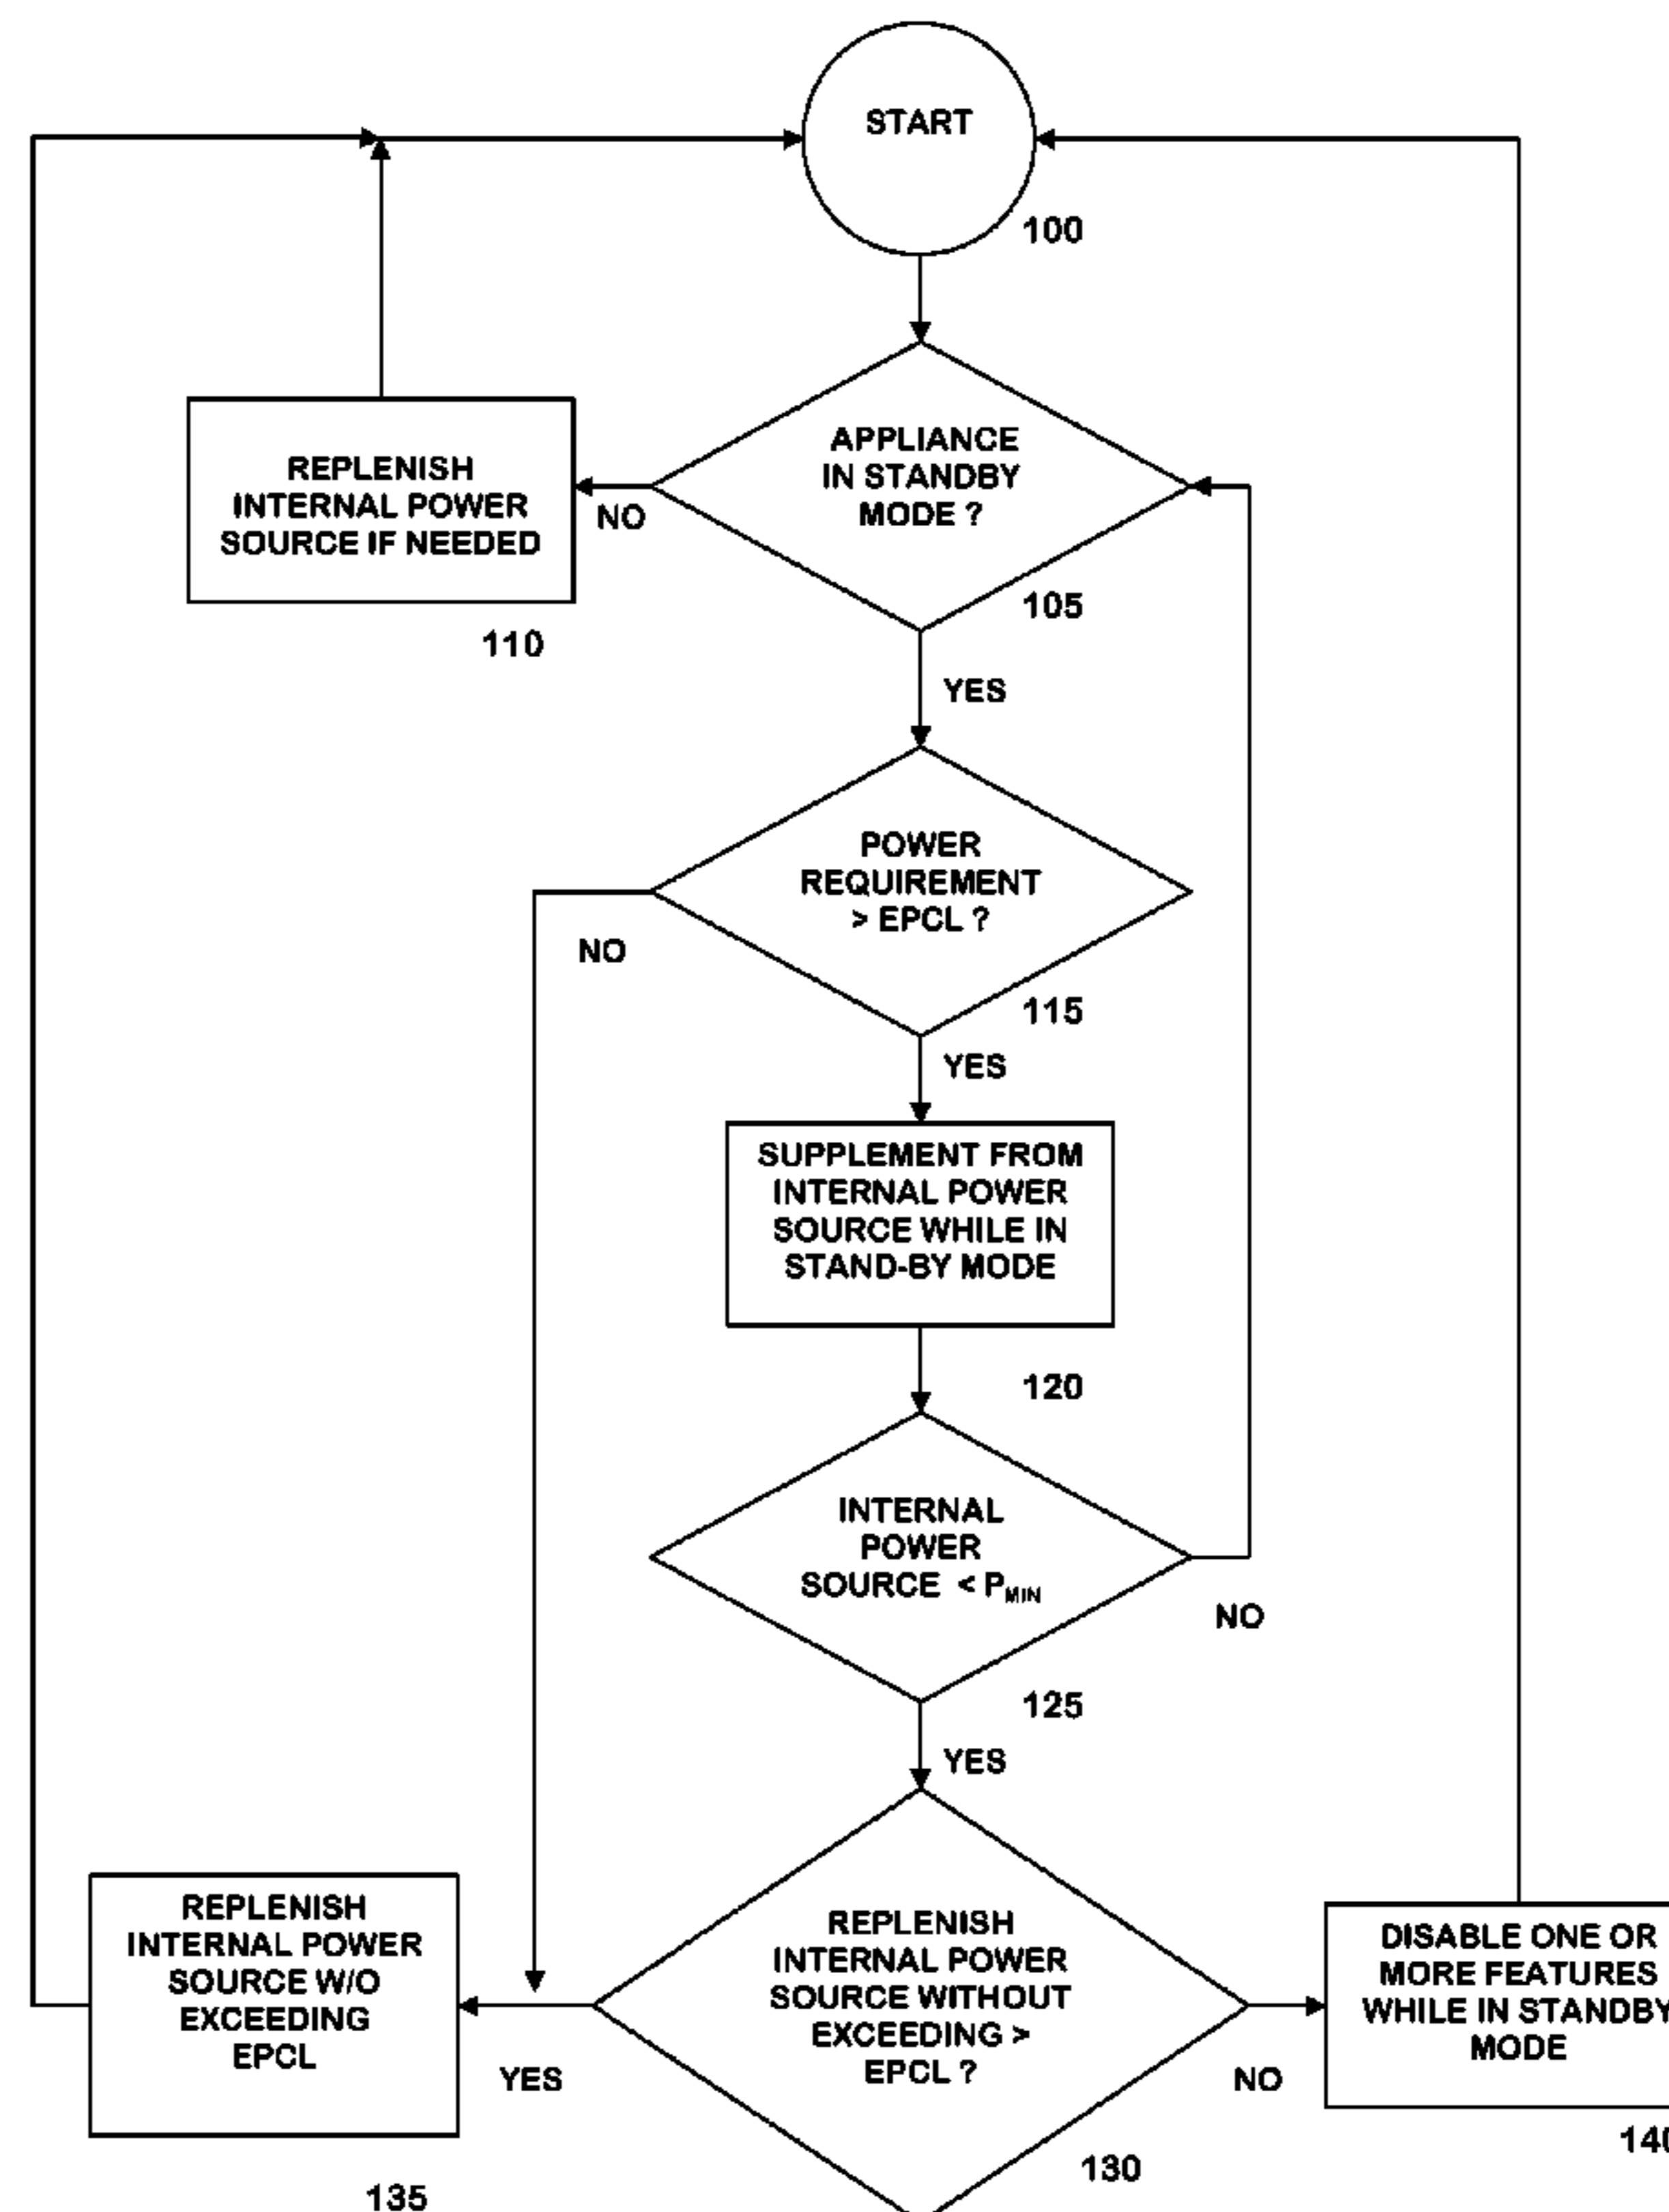 START
100
APPLIANCE
IN STANDBY
MODE ?
105
NO
REPLENISH
INTERNAL POWER
SOURCE IF NEEDED
110
YES
POWER
REQUIREMENT
> EPCL ?
115
NO
YES
SUPPLEMENT FROM
INTERNAL POWER
SOURCE WHILE IN
STAND-BY MODE
120
INTERNAL
POWER
SOURCE < PMIN
125
NO
YES
REPLENISH
INTERNAL POWER
SOURCE WITHOUT
EXCEEDING >
EPCL ?
130
YES
NO
REPLENISH
INTERNAL POWER
SOURCE W/O
EXCEEDING
EPCL
135
DISABLE ONE OR
MORE FEATURES
WHILE IN STANDBY
MODE
140